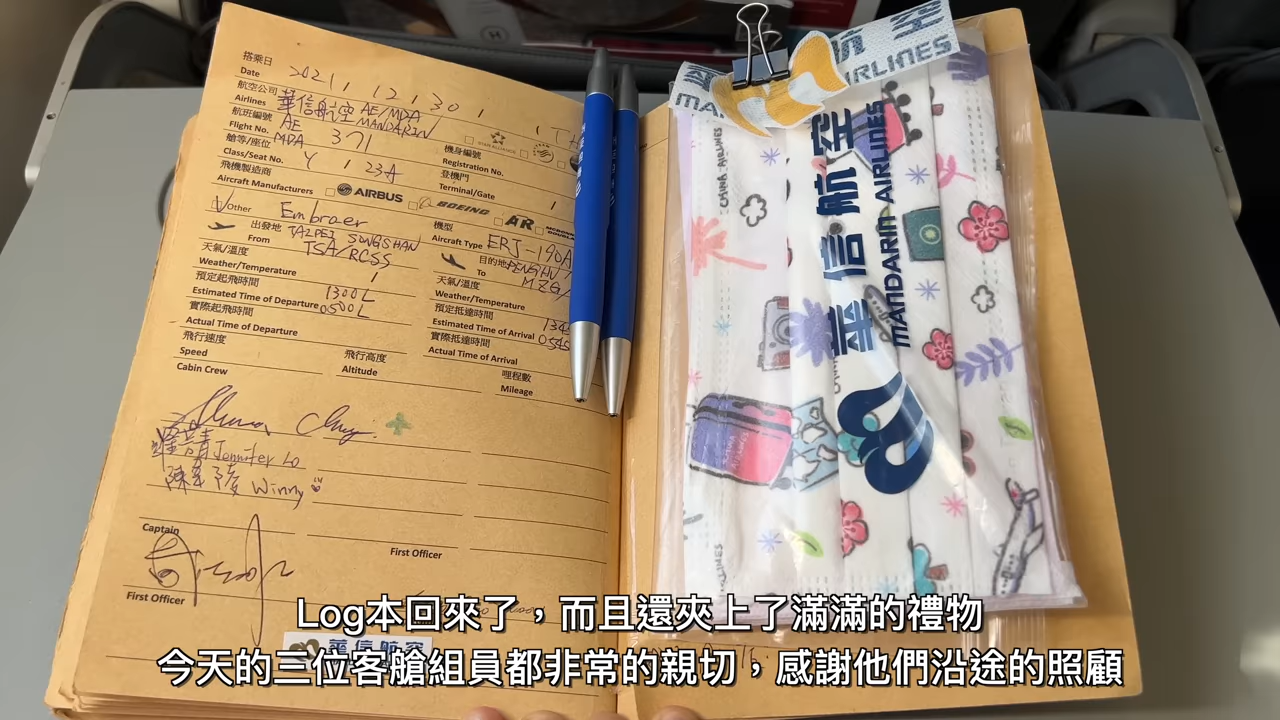 搭乘日
Date 2021, 12, 30,
航空公司
Airlines 華信航空 AE/MDA MANDARIN/
STAR ALLIANCE
航班編號
Flight No. AE MDA 371
機身編號
Registration No.
艙等/座位
Class/Seat No. Y, 23A
登機門
Terminal/Gate
飛機製造商
Aircraft Manufacturers AIRBUS BOEING
Other Embraer
機型
Aircraft Type ERJ-190
出發地
From TAIPEI SONGSHAN TSA/RCSS
目的地
To PENGHU
天氣/溫度
Weather/Temperature
天氣/溫度
Weather/Temperature
預定起飛時間
Estimated Time of Departure 1300L 0500L
預定抵達時間
Estimated Time of Arrival
實際起飛時間
Actual Time of Departure
實際抵達時間
Actual Time of Arrival
飛行速度
Speed
飛行高度
Altitude
哩程數
Mileage
Cabin Crew
Jennifer Lo
Winny
Captain
First Officer
First Officer
華信航空
AIRLINES
華信航空
MANDARIN AIRLINES
CHINA AIRLINES
Log本回來了，而且還夾上了滿滿的禮物
今天的三位客艙組員都非常的親切，感謝他們沿途的照顧